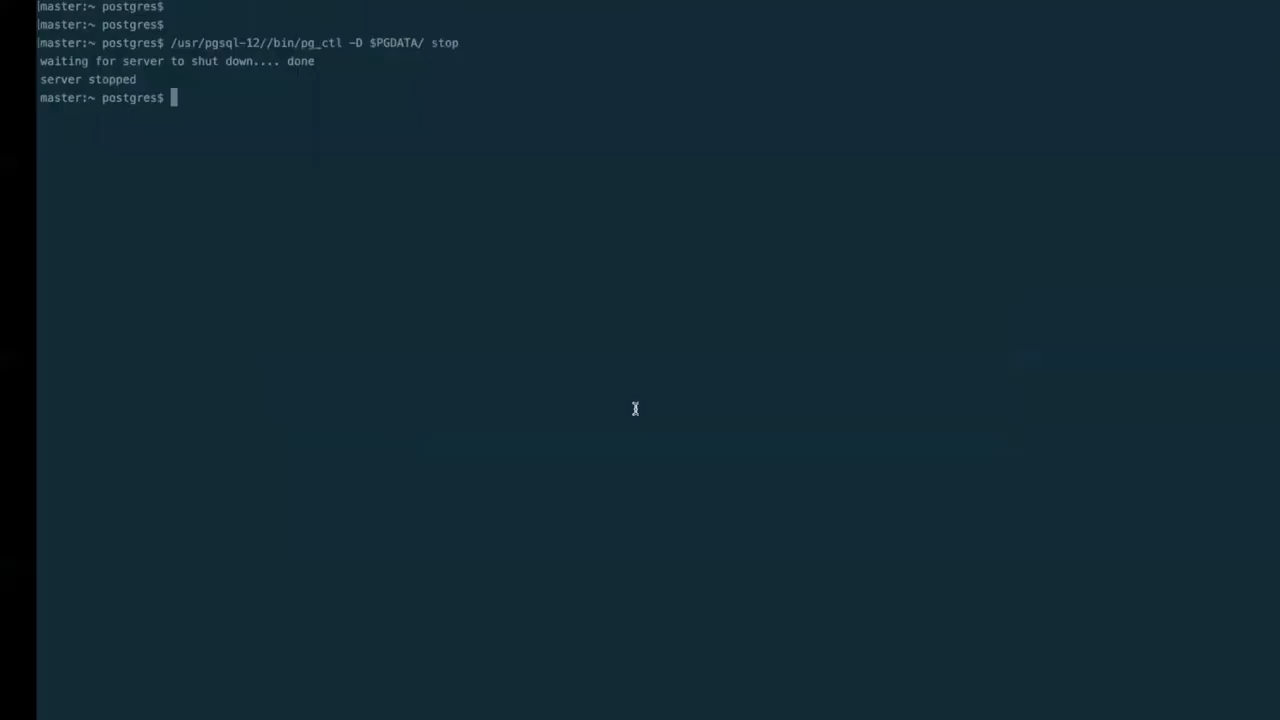 master:~ postgres$
master:~ postgres$
master:~ postgres$ /usr/pgsql-12//bin/pg_ctl -D $PGDATA/ stop
waiting for server to shut down.... done
server stopped
master:~ postgres$